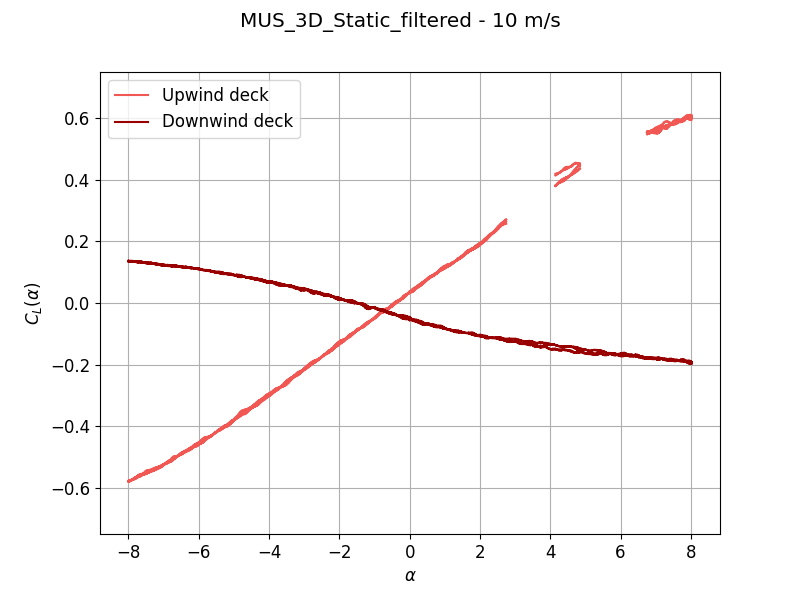 MUS_3D_Static_filtered - 10 m/s
Upwind deck
Downwind deck
0.6
0.4
0.2
0.0
−0.2
−0.4
−0.6
C_L(α)
−8 −6 −4 −2 0 2 4 6 8
α